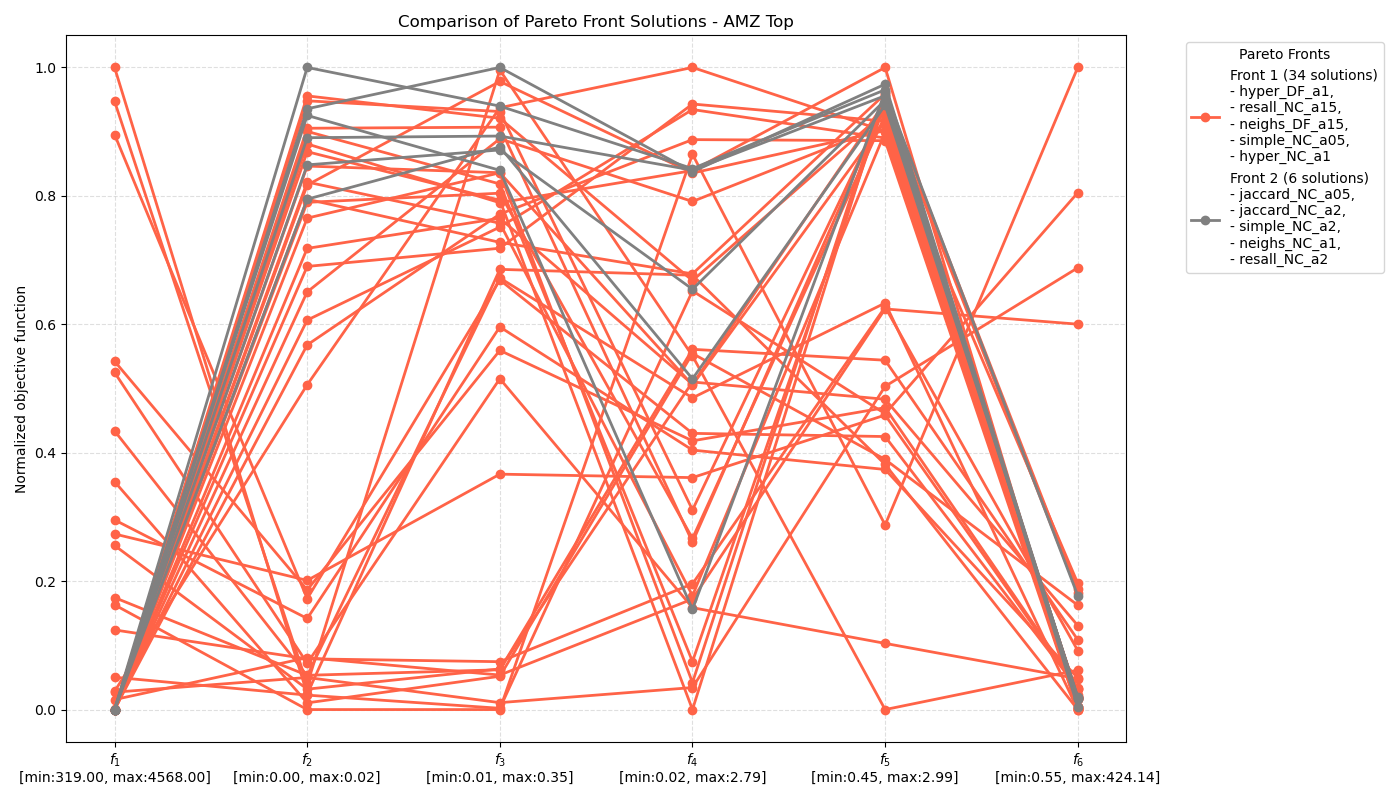 Comparison of Pareto Front Solutions - AMZ Top
Normallized objective function
1.0
0.8
0.6
0.4
0.2
0.0
f1
[min:319.00, max:4568.00]
f2
[min:0.00, max:0.02]
f3
[min:0.01, max:0.35]
f4
[min:0.02, max:2.79]
f5
[min:0.45, max:2.99]
f6
[min:0.55, max:424.14]
Pareto Fronts
Front 1 (34 solutions)
- hyper_DF_a1,
- resall_NC_a15,
- neighs_DF_a15,
- simple_NC_a05,
- hyper_NC_a1
Front 2 (6 solutions)
- jaccard_NC_a05,
- jaccard_NC_a2,
- simple_NC_a2,
- neighs_NC_a1,
- resall_NC_a2